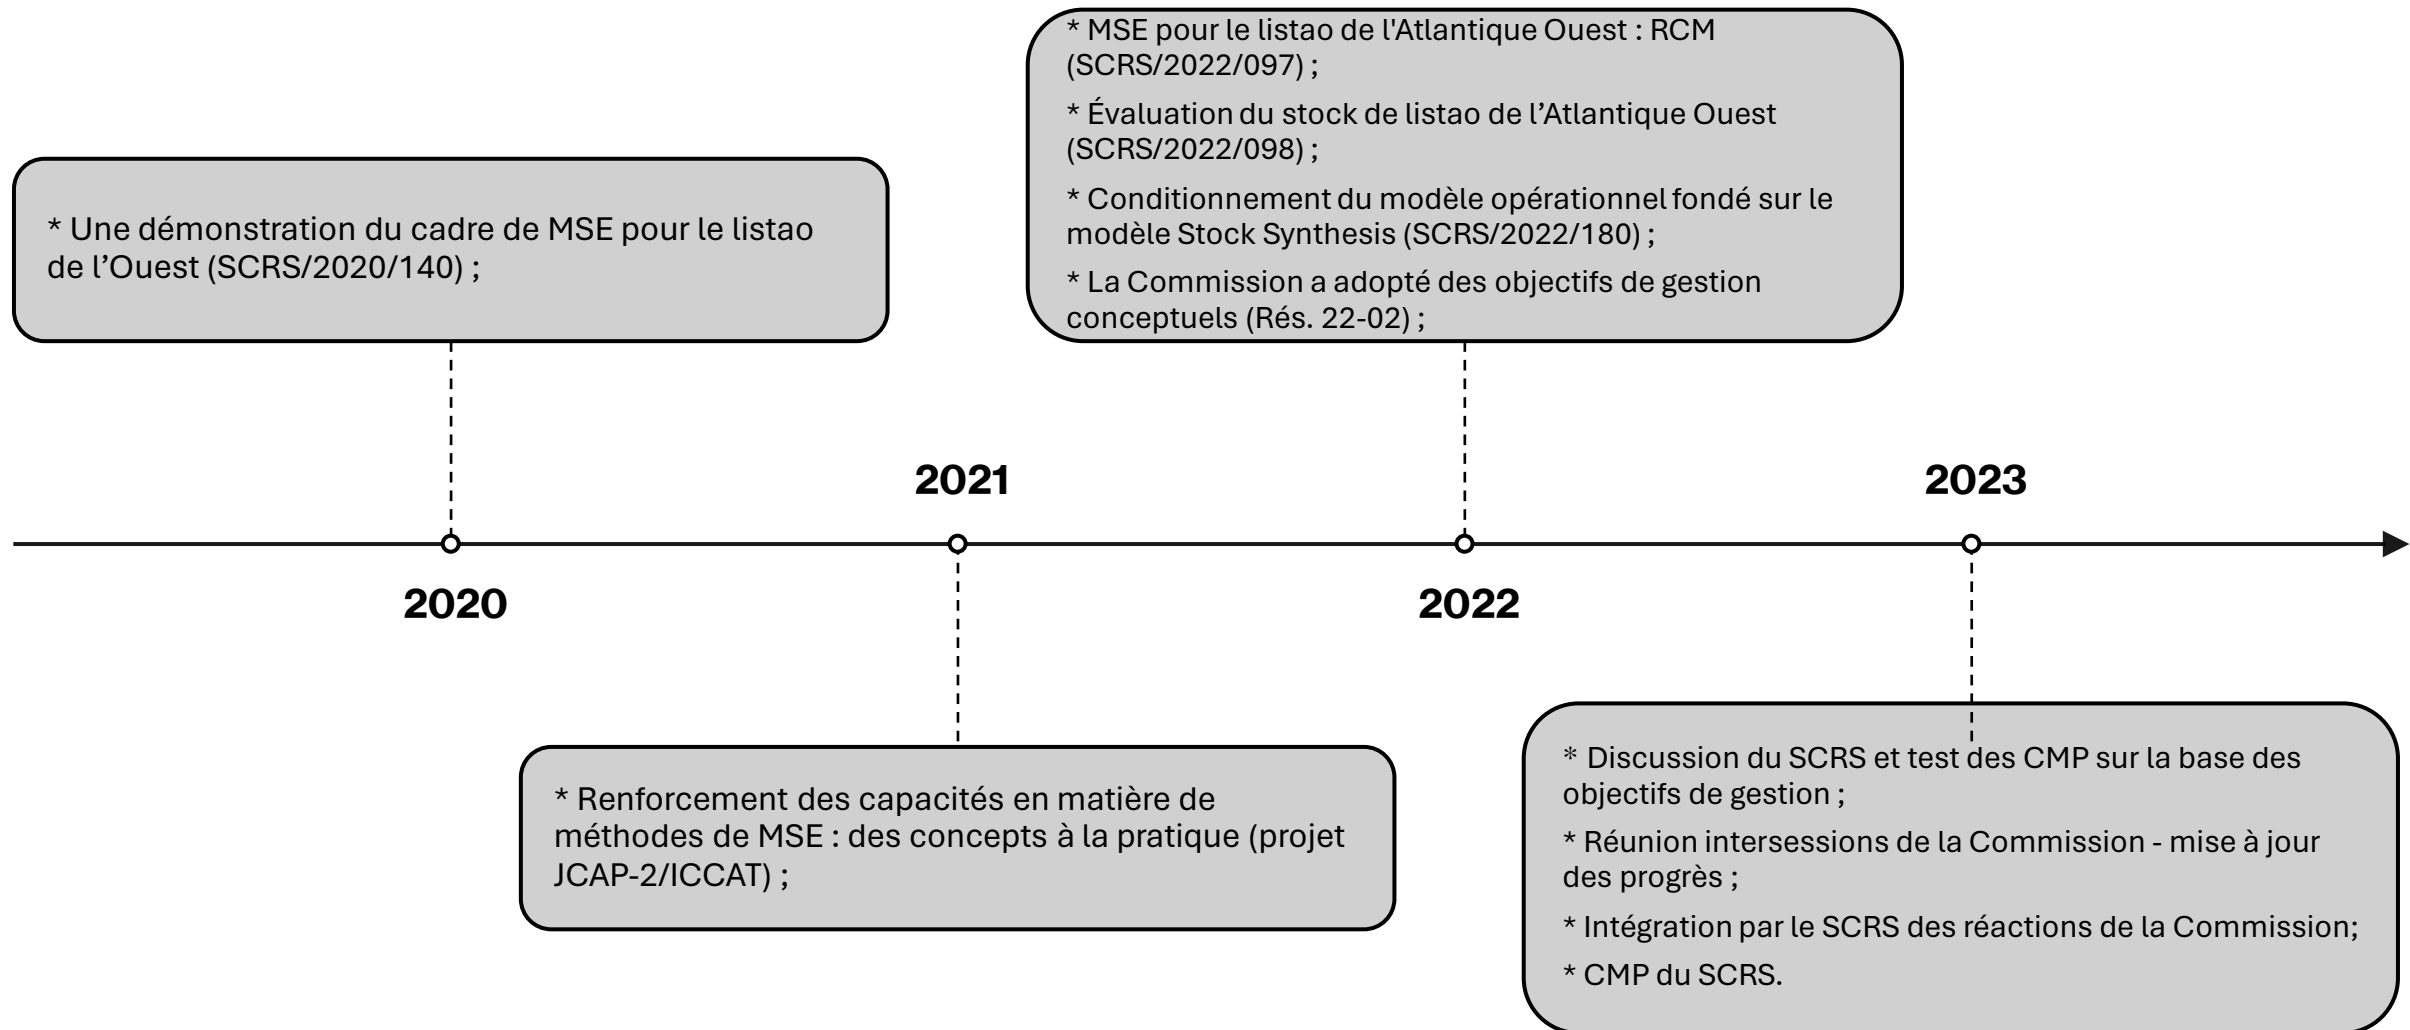 * MSE pour le listao de l'Atlantique Ouest : RCM
(SCRS/2022/097) ;
* Évaluation du stock de listao de l’Atlantique Ouest
(SCRS/2022/098) ;
* Conditionnement du modèle opérationnel fondé sur le
modèle Stock Synthesis (SCRS/2022/180) ;
* La Commission a adopté des objectifs de gestion
conceptuels (Rés. 22-02) ;
* Une démonstration du cadre de MSE pour le listao
de l’Ouest (SCRS/2020/140) ;
2021
2023
2020
2022
* Renforcement des capacités en matière de
méthodes de MSE : des concepts à la pratique (projet
JCAP-2/ICCAT) ;
* Discussion du SCRS et test des CMP sur la base des
objectifs de gestion ;
* Réunion intersessions de la Commission - mise à jour
des progrès ;
* Intégration par le SCRS des réactions de la Commission;
* CMP du SCRS.